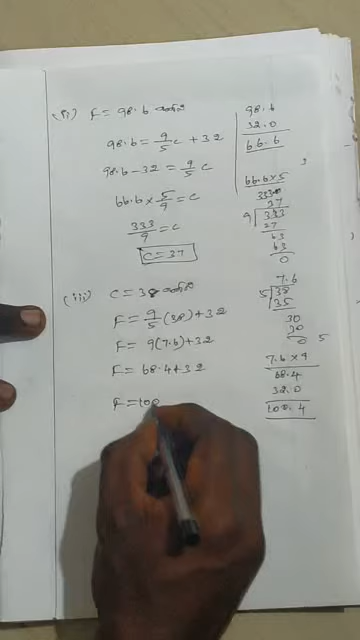 (ii) F = 98.6
98.6 = 9/5 C + 32
98.6 - 32 = 9/5 C
66.6 × 5/9 = C
333/9 = C
C = 37
(iii) C = 38
F = 9/5 (38) + 32
F = 9(7.6) + 32
F = 68.4 + 32
F = 100
98.6
32.0
66.6
66.6 × 5
333.0
37
9 333
27
63
63
0
7.6
5 38
35
30
30
0
7.6 × 9
68.4
32.0
100.4